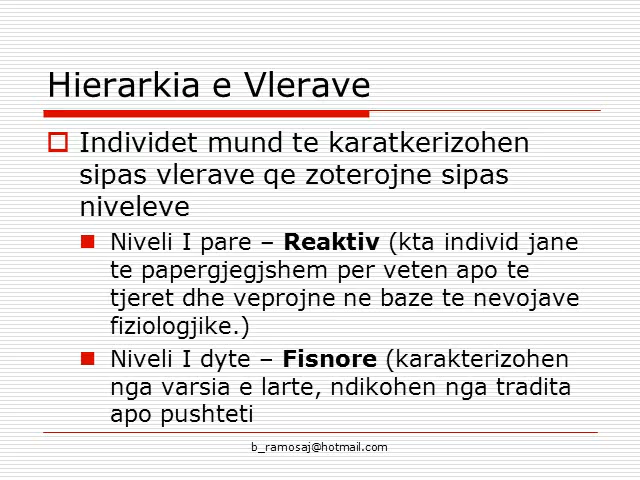 Hierarkia e Vlerave
Individet mund te karatkerizohen
sipas vlerave qe zoterojne sipas
niveleve
Niveli I pare – Reaktiv (kta individ jane
te papergjegjshem per veten apo te
tjeret dhe veprojne ne baze te nevojave
fiziologjike.)
Niveli I dyte – Fisnore (karakterizohen
nga varsia e larte, ndikohen nga tradita
apo pushteti
b_ramosaj@hotmail.com